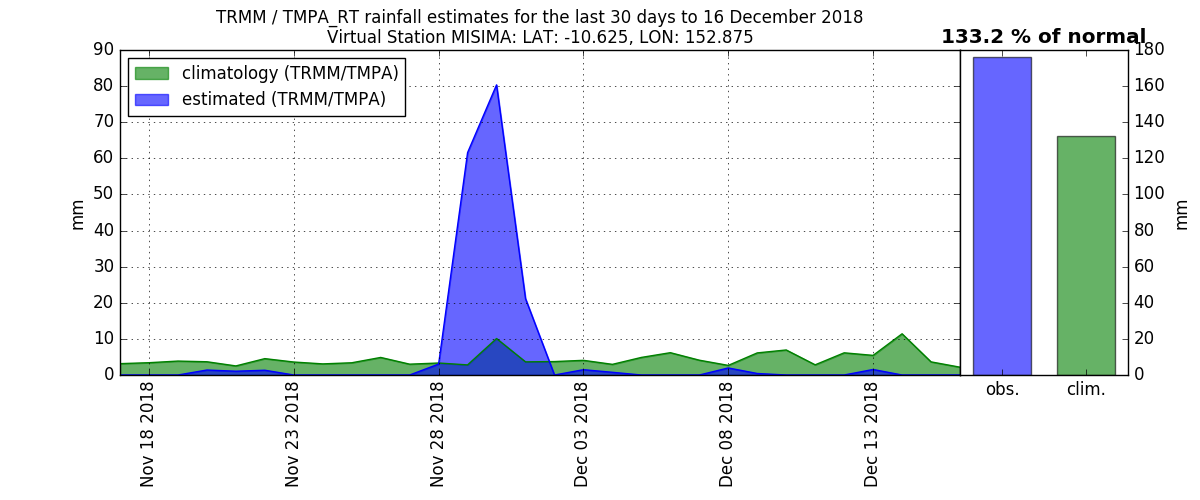 TRMM / TMPA_RT rainfall estimates for the last 30 days to 16 December 2018
Virtual Station MISIMA: LAT: -10.625, LON: 152.875
133.2 % of normal
climatology (TRMM/TMPA)
estimated (TRMM/TMPA)
90
80
70
60
50
40
30
20
10
0
mm
Nov 18 2018
Nov 23 2018
Nov 28 2018
Dec 03 2018
Dec 08 2018
Dec 13 2018
obs.
clim.
180
160
140
120
100
80
60
40
20
0
mm